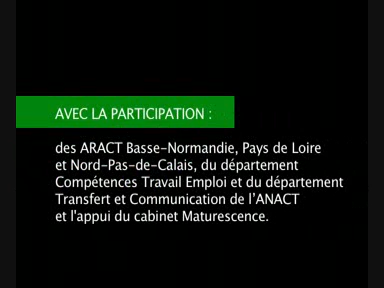 AVEC LA PARTICIPATION :
des ARACT Basse-Normandie, Pays de Loire
et Nord-Pas-de-Calais, du département
Compétences Travail Emploi et du département
Transfert et Communication de l'ANACT
et l'appui du cabinet Maturescence.